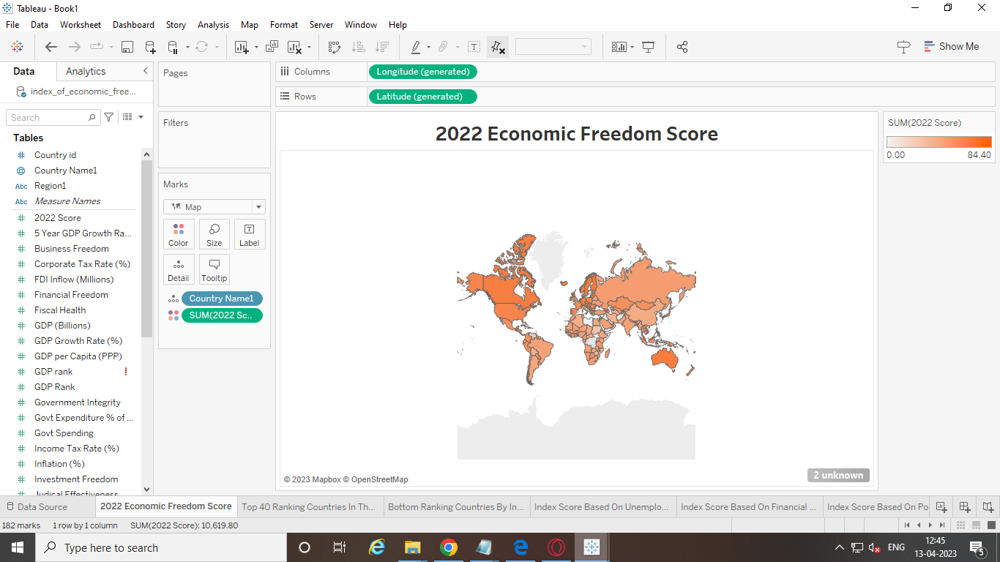 Tableau - Book1
File Data Worksheet Dashboard Story Analysis Map Format Server Window Help
Show Me
Data Analytics
index_of_economic_free...
Search
Tables
# Country id
Country Name1
Abc Region1
Abc Measure Names
# 2022 Score
# 5 Year GDP Growth Ra...
# Business Freedom
# Corporate Tax Rate (%)
# FDI Inflow (Millions)
# Financial Freedom
# Fiscal Health
# GDP (Billions)
# GDP Growth Rate (%)
# GDP per Capita (PPP)
# GDP rank !
# GDP Rank
# Government Integrity
# Govt Expenditure % of ...
# Govt Spending
# Income Tax Rate (%)
# Inflation (%)
# Investment Freedom
# Judical Effectiveness
Pages
Filters
Marks
Map
Color Size Label
Detail Tooltip
Country Name1
SUM(2022 Sc..
Columns Longitude (generated)
Rows Latitude (generated)
2022 Economic Freedom Score
© 2023 Mapbox © OpenStreetMap
2 unknown
SUM(2022 Score)
0.00 84.40
Data Source 2022 Economic Freedom Score Top 40 Ranking Countries In Th... Bottom Ranking Countries By In... Index Score Based On Unemplo... Index Score Based On Financial ... Index Score Based On Po
182 marks 1 row by 1 column SUM(2022 Score): 10,619.80
Type here to search
ENG
12:45
13-04-2023
5